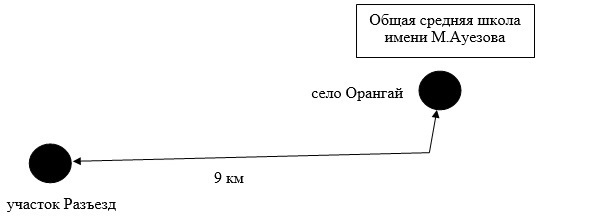 Общая средняя школа
имени М.Ауезова
село Орангай
9 км
участок Разъезд